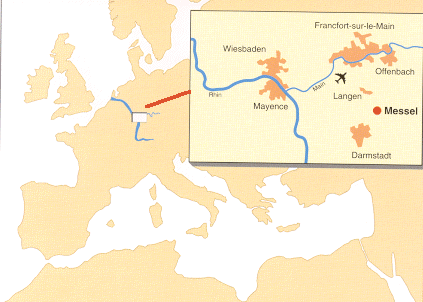 Francfort-sur-le-Main
Wiesbaden
Offenbach
Main
Rhin
Langen
Mayence
Messel
Darmstadt